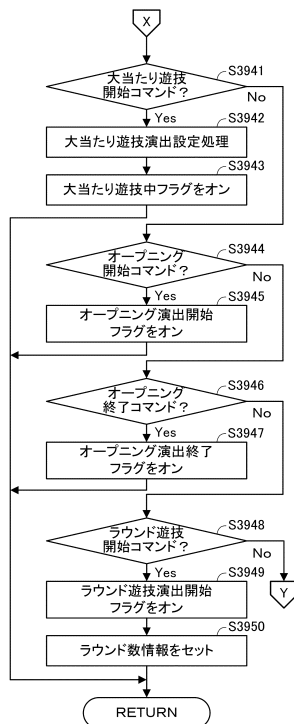 X
大当たり遊技
開始コマンド?
S3941
No
Yes
S3942
大当たり遊技演出設定処理
S3943
大当たり遊技中フラグをオン
オープニング
開始コマンド?
S3944
No
Yes
S3945
オープニング演出開始
フラグをオン
オープニング
終了コマンド?
S3946
No
Yes
S3947
オープニング演出終了
フラグをオン
ラウンド遊技
開始コマンド?
S3948
No
Yes
Y
S3949
ラウンド遊技演出開始
フラグをオン
S3950
ラウンド数情報をセット
RETURN